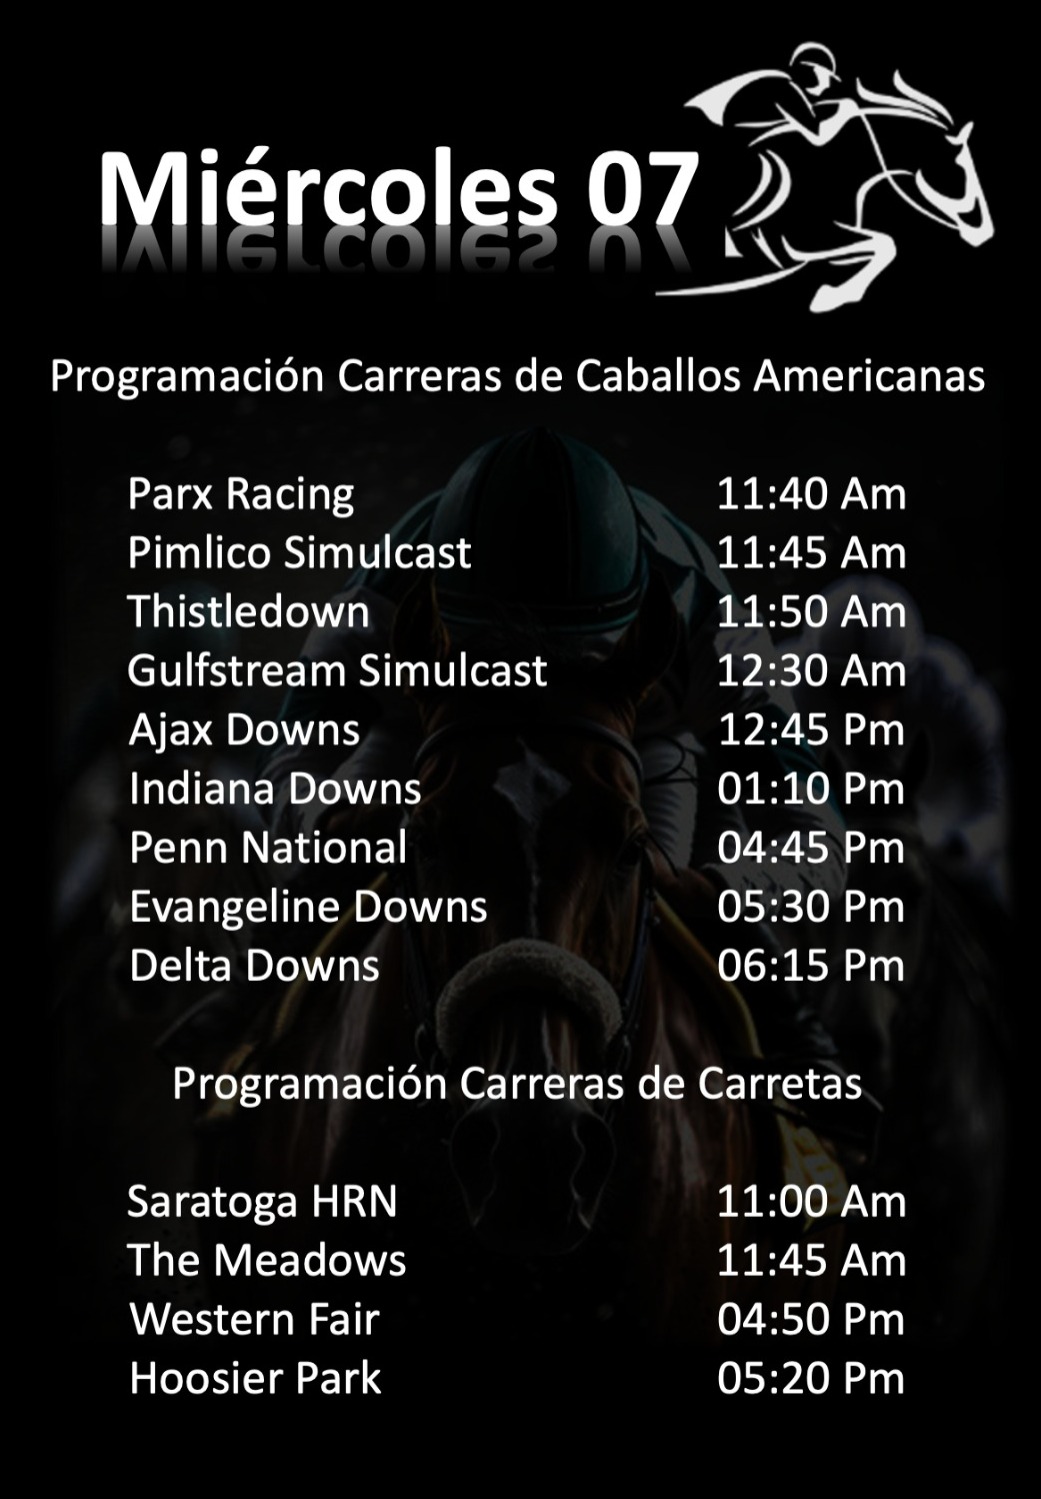 Miércoles 07
Programación Carreras de Caballos Americanas
Parx Racing 11:40 Am
Pimlico Simulcast 11:45 Am
Thistledown 11:50 Am
Gulfstream Simulcast 12:30 Am
Ajax Downs 12:45 Pm
Indiana Downs 01:10 Pm
Penn National 04:45 Pm
Evangeline Downs 05:30 Pm
Delta Downs 06:15 Pm
Programación Carreras de Carretas
Saratoga HRN 11:00 Am
The Meadows 11:45 Am
Western Fair 04:50 Pm
Hoosier Park 05:20 Pm